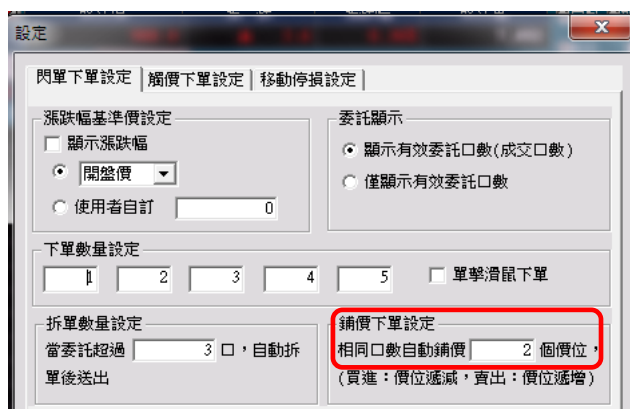 設定
閃單下單設定 觸價下單設定 移動停損設定
漲跌幅基準價設定
顯示漲跌幅
開盤價
使用者自訂 0
委託顯示
顯示有效委託口數(成交口數)
僅顯示有效委託口數
下單數量設定
1 2 3 4 5 單擊滑鼠下單
拆單數量設定
當委託超過 3 口，自動拆
單後送出
鋪價下單設定
相同口數自動鋪價 2 個價位，
(買進：價位遞減，賣出：價位遞增)